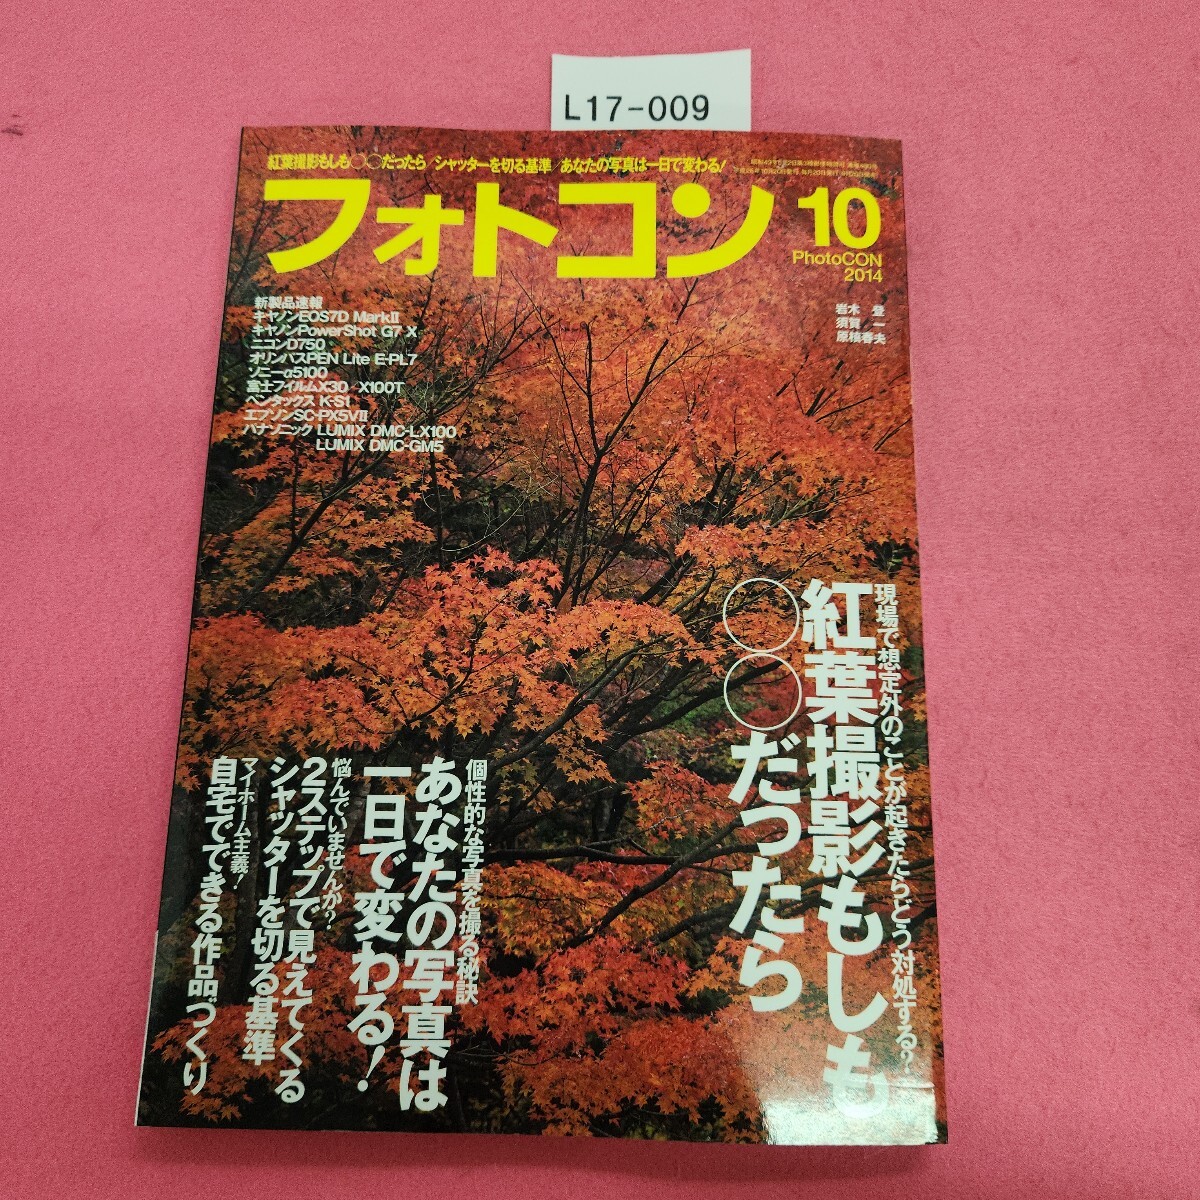 L17-009
紅葉撮影もしも〇〇だったら/シャッターを切る基準/あなたの写真は一日で変わる!
フォトコン
10
PhotoCON
2014
新製品速報
キヤノンEOS7D MarkⅡ
キヤノンPowerShot G7 X
ニコンD750
オリンパスPEN Lite E-PL7
ソニーα5100
富士フイルムX30/X100T
ペンタックス K-S1
エプソンSC-PX5VⅡ
パナソニック LUMIX DMC-LX100
LUMIX DMC-GM5
岩木 登
須賀 一
原積春夫
現場で想定外のことが起きたらどう対処する?
紅葉撮影もしも
〇〇だったら
個性的な写真を撮る秘訣
あなたの写真は
一日で変わる!
悩んでいませんか?
2ステップで見えてくる
シャッターを切る基準
マイホーム主義!
自宅でできる作品づくり